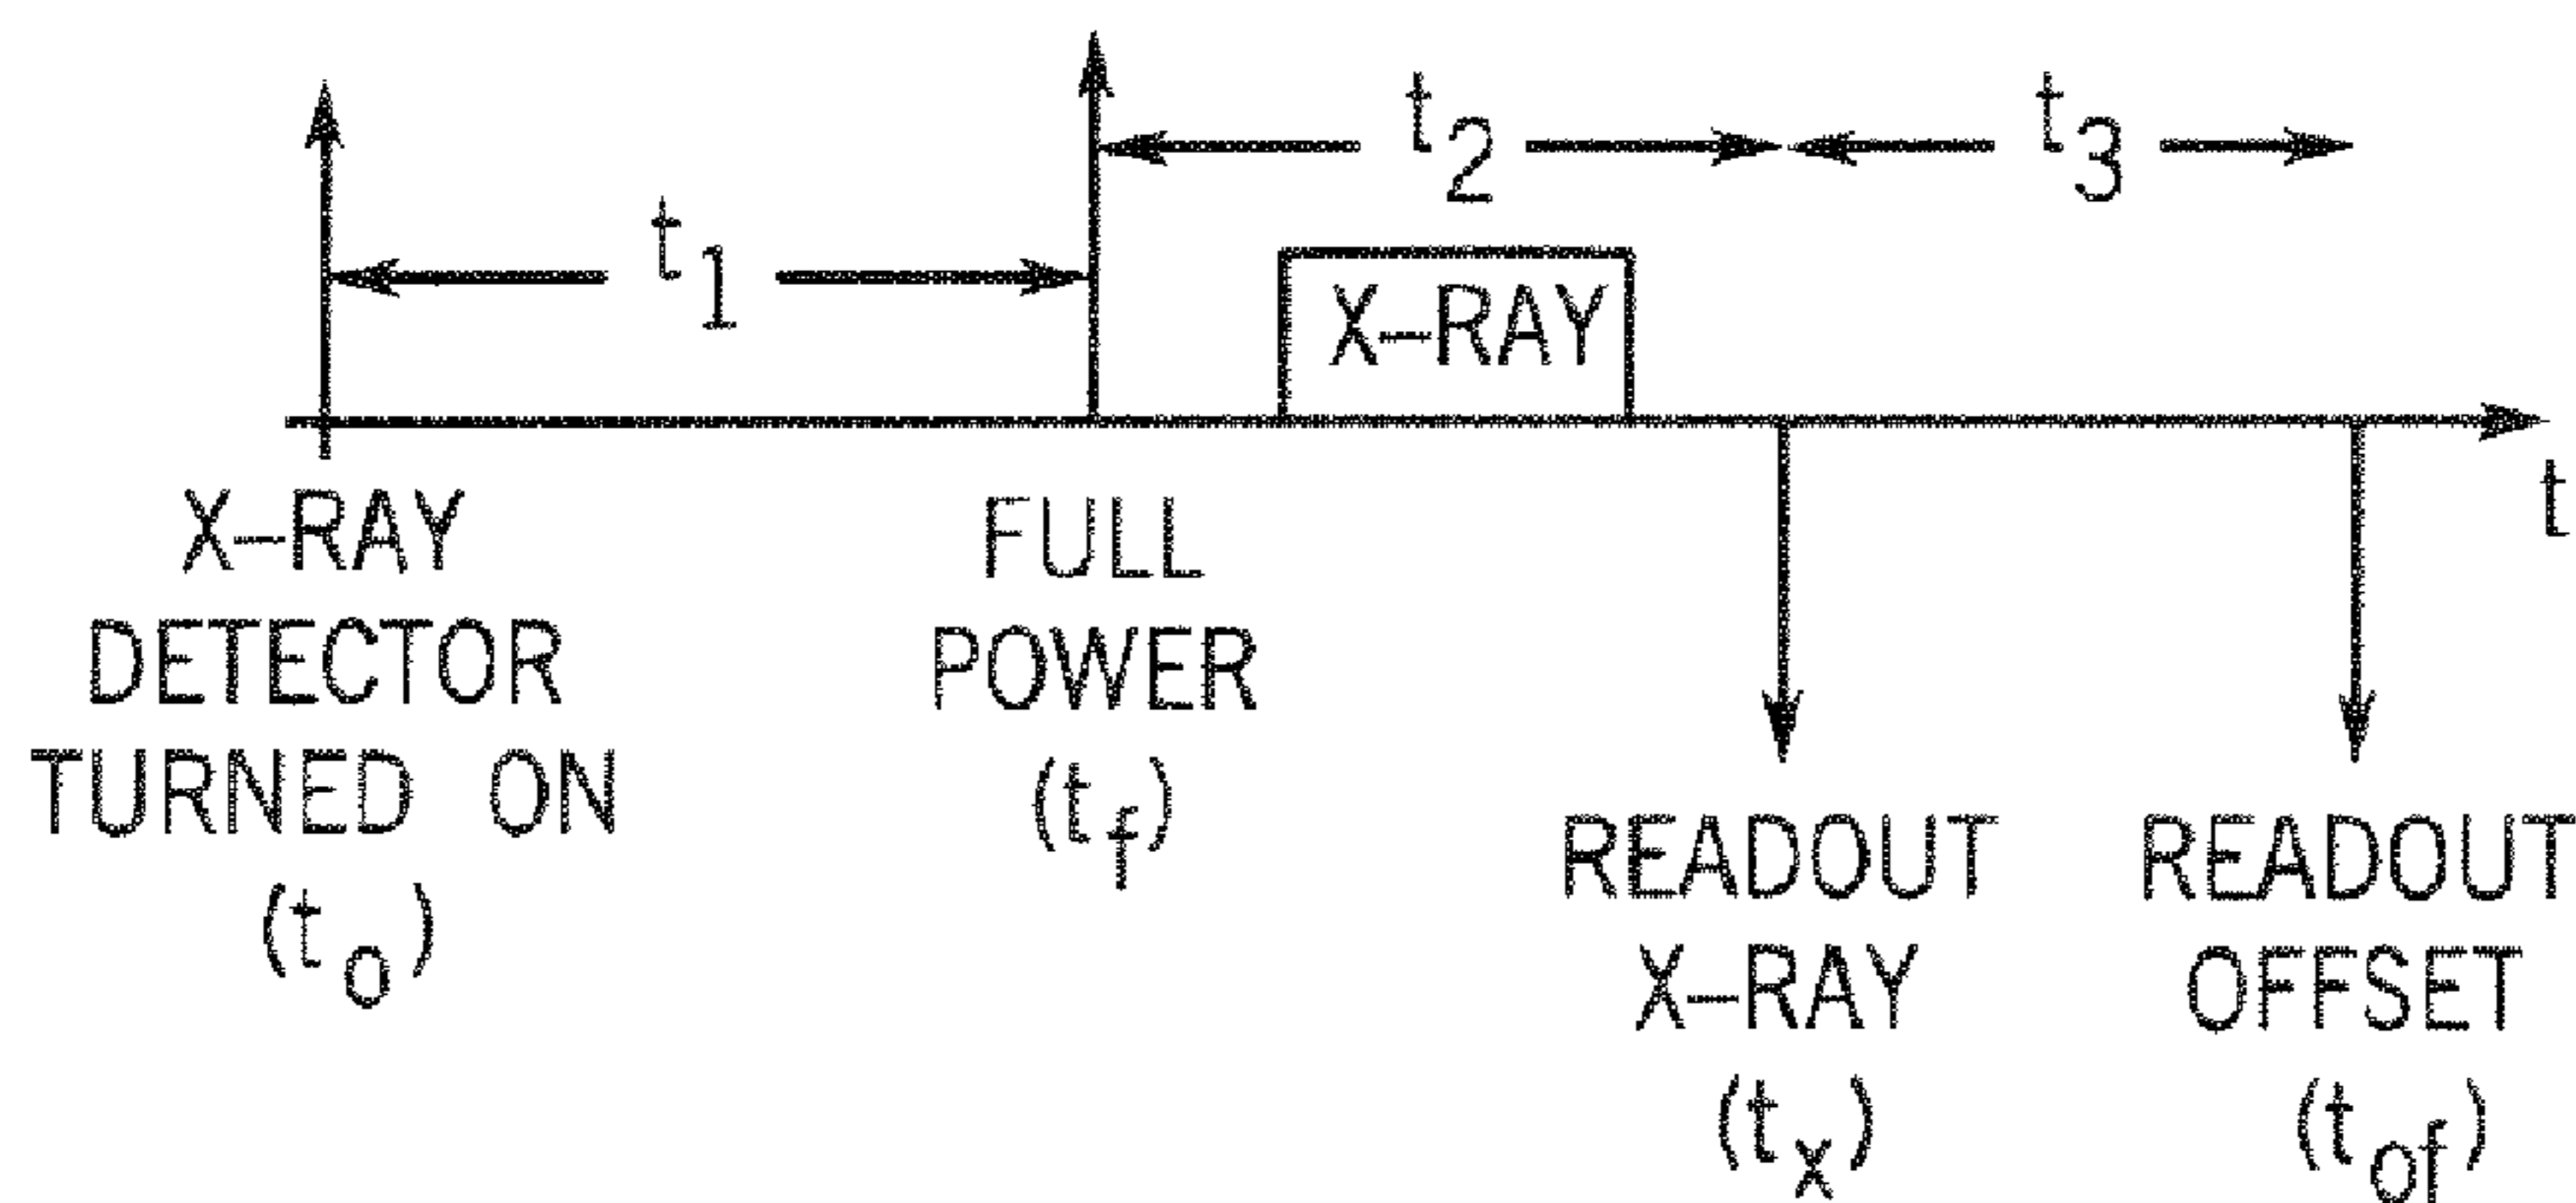 t2
t3
t1
X-RAY
t
X-RAY
DETECTOR
TURNED ON
(to)
FULL
POWER
(tf)
READOUT
X-RAY
(tx)
READOUT
OFFSET
(tof)